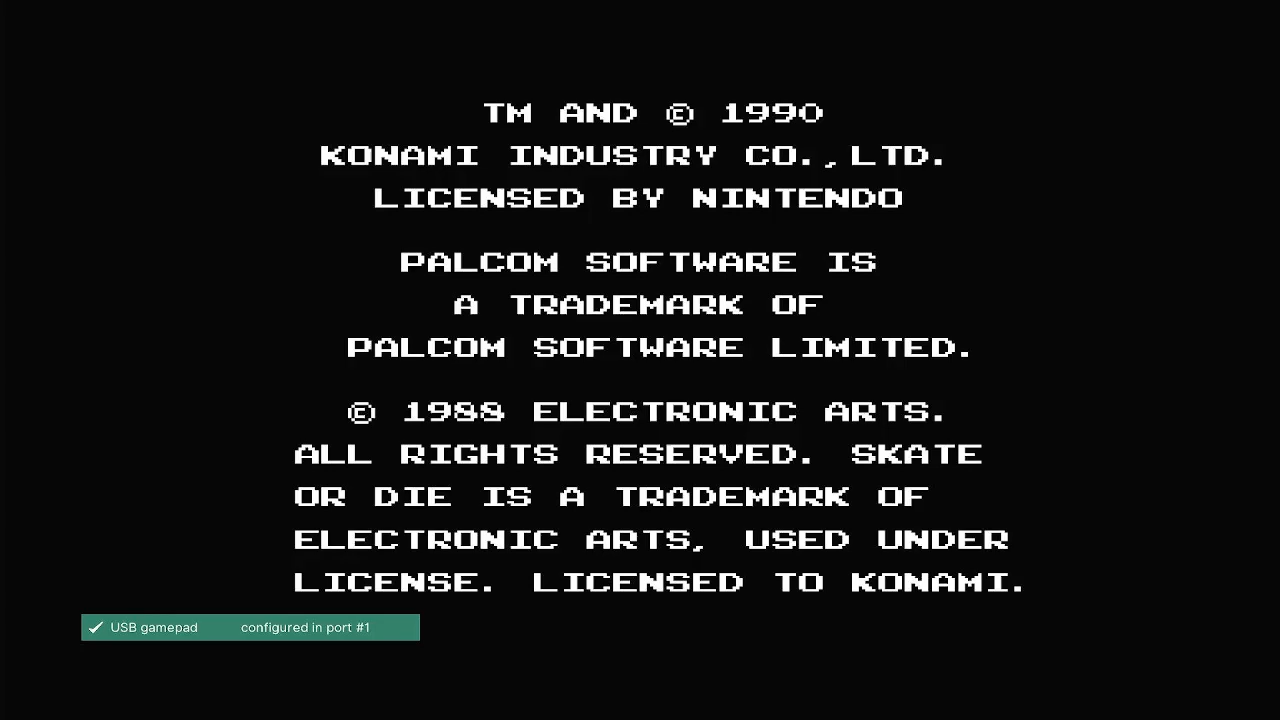 TM AND © 1990
KONAMI INDUSTRY CO.,LTD.
LICENSED BY NINTENDO
PALCOM SOFTWARE IS
A TRADEMARK OF
PALCOM SOFTWARE LIMITED.
© 1988 ELECTRONIC ARTS.
ALL RIGHTS RESERVED. SKATE
OR DIE IS A TRADEMARK OF
ELECTRONIC ARTS, USED UNDER
LICENSE. LICENSED TO KONAMI.
USB gamepad configured in port #1